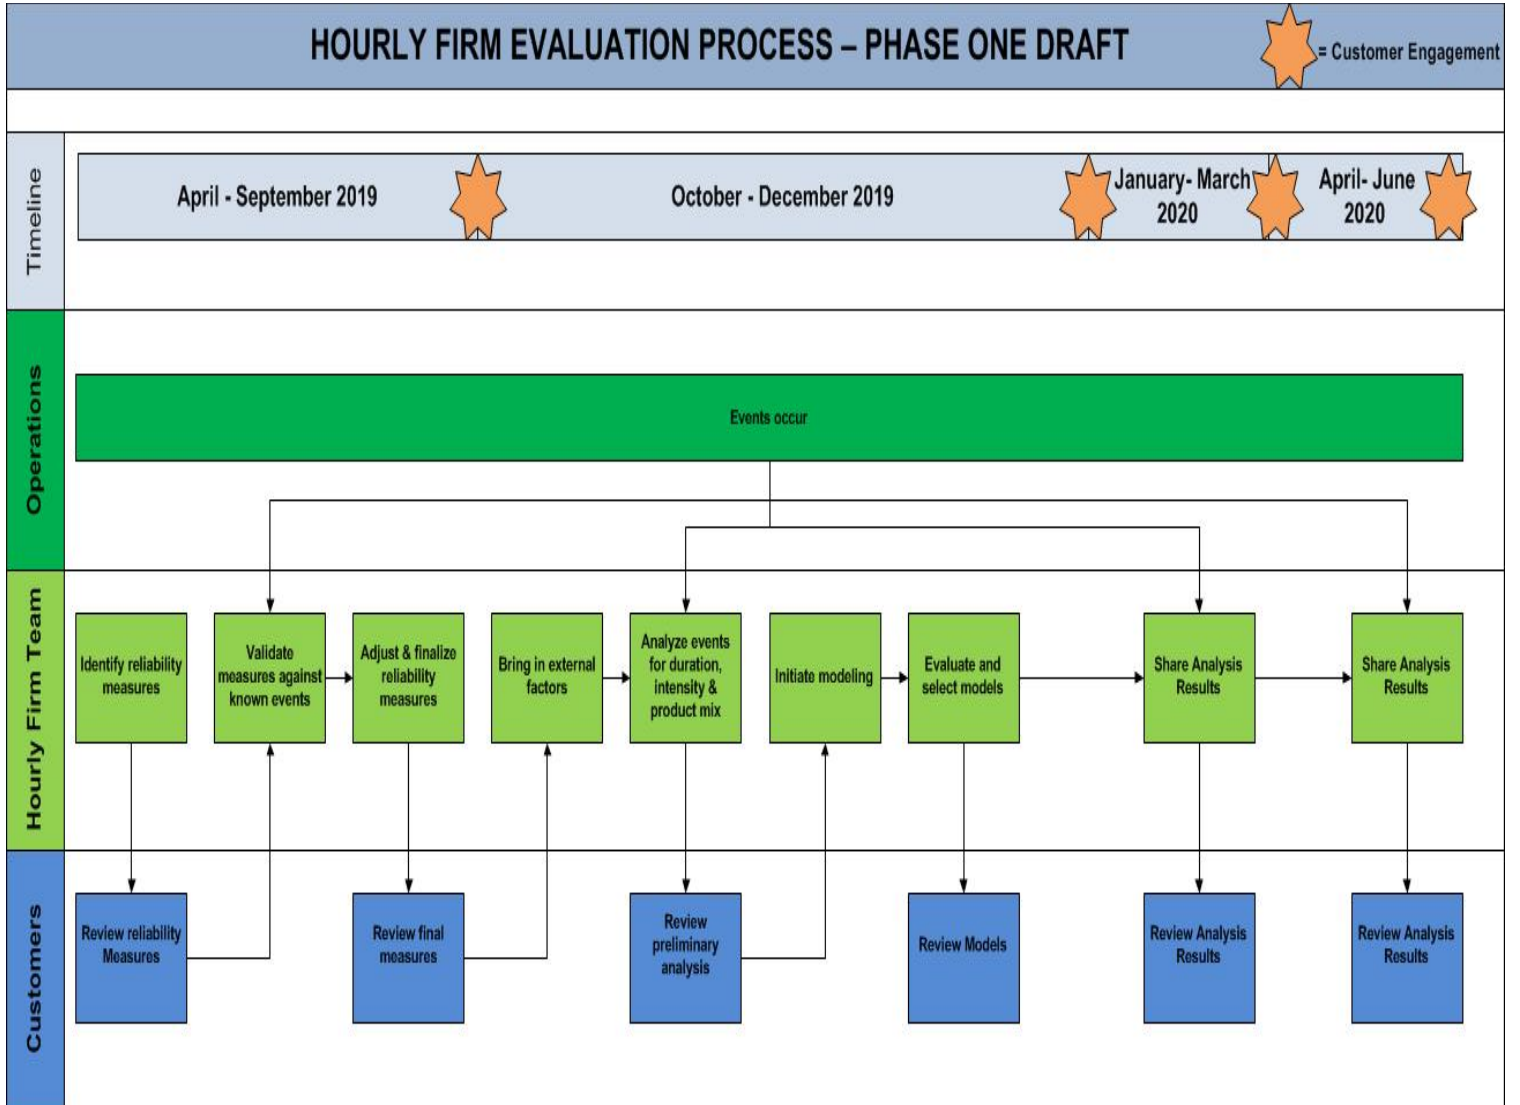 HOURLY FIRM EVALUATION PROCESS – PHASE ONE DRAFT
= Customer Engagement
Timeline
April - September 2019
October - December 2019
January- March
2020
April- June
2020
Operations
Events occur
Hourly Firm Team
Identify reliability
measures
Validate
measures against
known events
Adjust & finalize
reliability
measures
Bring in external
factors
Analyze events
for duration,
intensity &
product mix
Initiate modeling
Evaluate and
select models
Share Analysis
Results
Share Analysis
Results
Customers
Review reliability
Measures
Review final
measures
Review
preliminary
analysis
Review Models
Review Analysis
Results
Review Analysis
Results